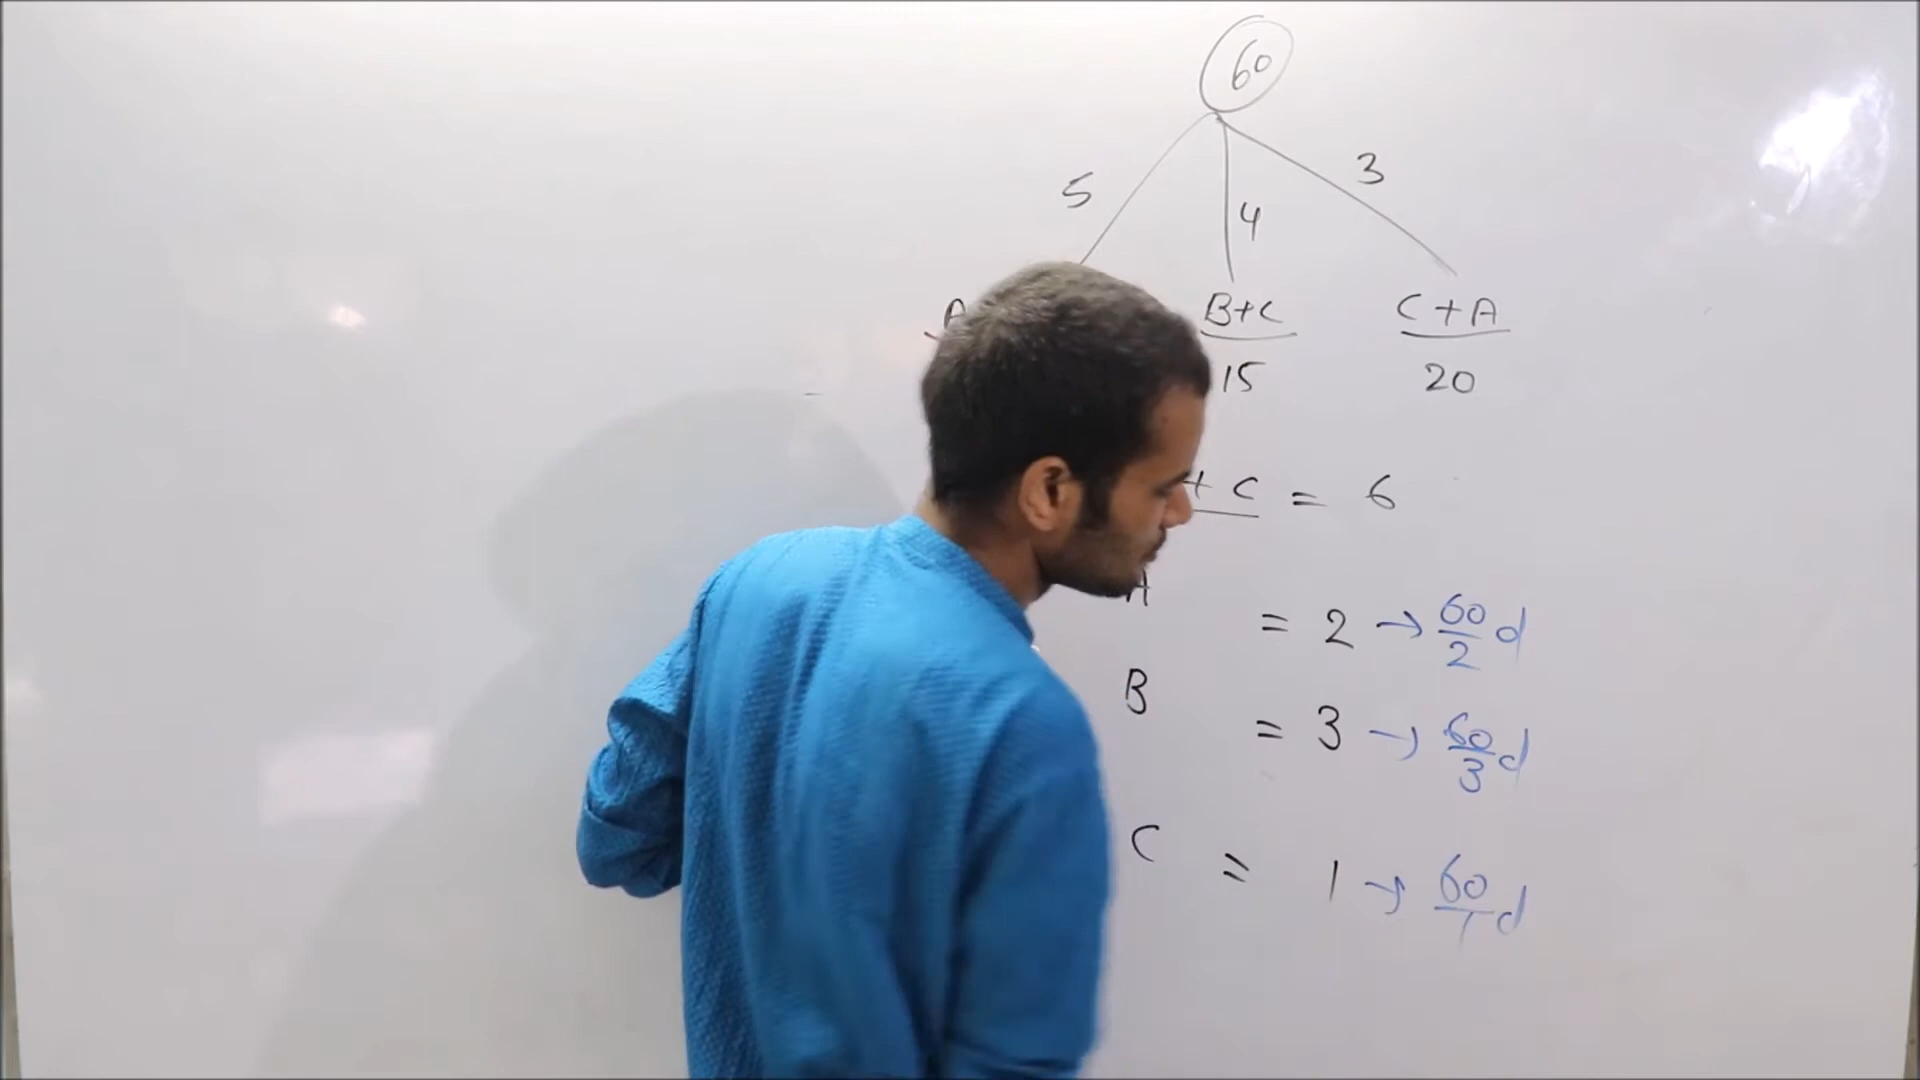 60
5 4 3
A B+C C+A
15 20
+ C = 6
A
= 2 → 60/2 d
B
= 3 → 60/3 d
C = 1 → 60/1 d